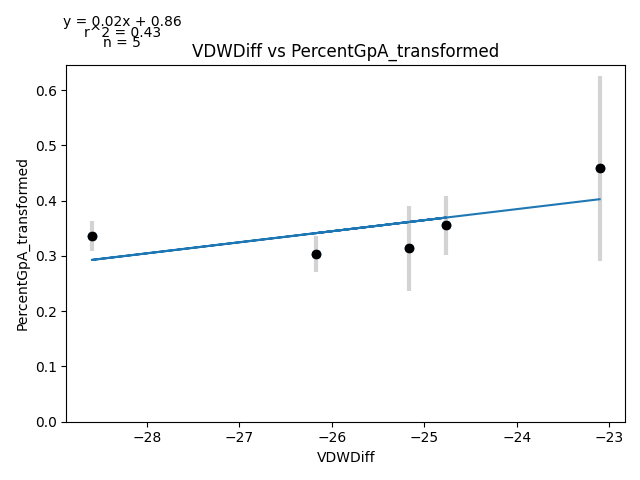 y = 0.02x + 0.86
r^2 = 0.43
n = 5
VDWDiff vs PercentGpA_transformed
PercentGpA_transformed
0.6
0.5
0.4
0.3
0.2
0.1
0.0
−28 −27 −26 −25 −24 −23
VDWDiff